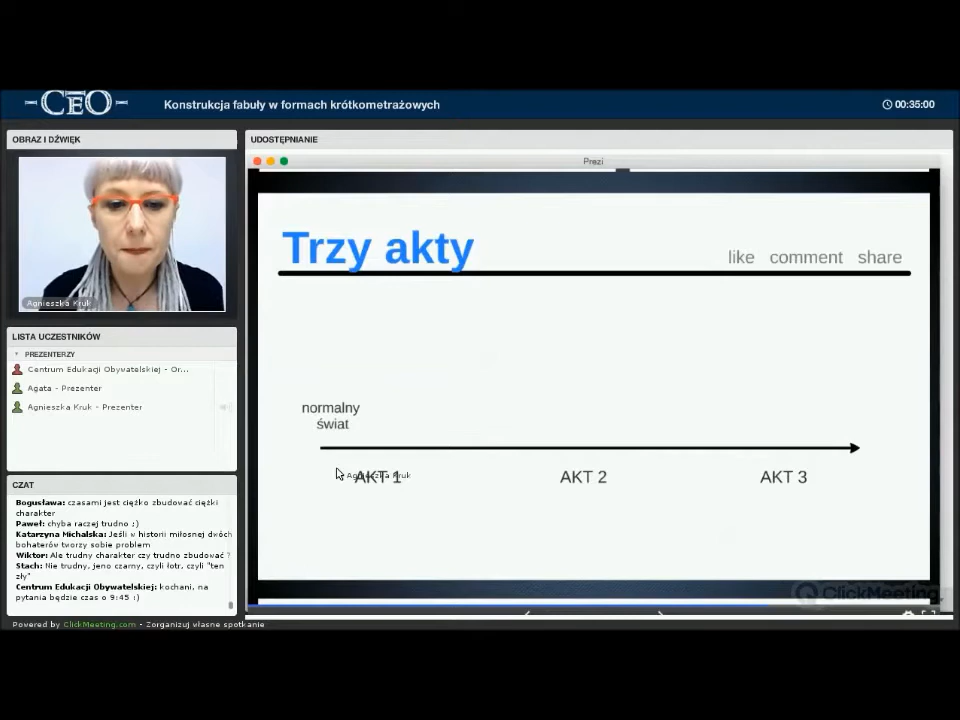 CEO
Konstrukcja fabuły w formach krótkometrażowych
00:35:00
OBRAZ I DŹWIĘK
Agnieszka Kruk
LISTA UCZESTNIKÓW
PREZENTERZY
Centrum Edukacji Obywatelskiej - Or...
Agata - Prezenter
Agnieszka Kruk - Prezenter
CZAT
Bogusława: czasami jest ciężko zbudować ciężki
charakter
Paweł: chyba raczej trudno ;)
Katarzyna Michalska: Jeśli w historii miłosnej dwóch
bohaterów tworzy sobie problem
Wiktor: Ale trudny charakter czy trudno zbudować ?
Stach: Nie trudny, jeno czarny, czyli łotr, czyli "ten
zły"
Centrum Edukacji Obywatelskiej: kochani, na
pytania będzie czas o 9:45 :)
UDOSTĘPNIANIE
Prezi
Trzy akty
like comment share
normalny
świat
Agnieszka Kruk
AKT 1 AKT 2 AKT 3
ClickMeeting
Powered by ClickMeeting.com - Zorganizuj własne spotkanie